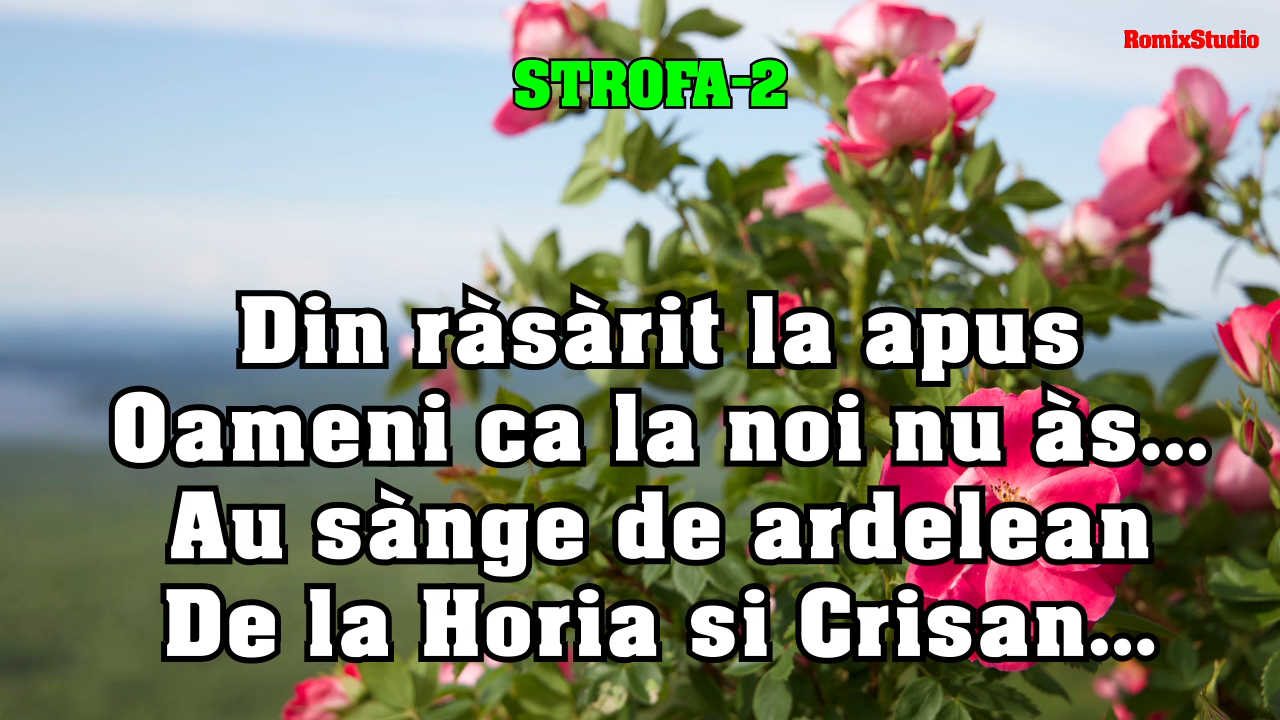 RomixStudio
STROFA-2
Din ràsàrit la apus
Oameni ca la noi nu às...
Au sànge de ardelean
De la Horia si Crisan...